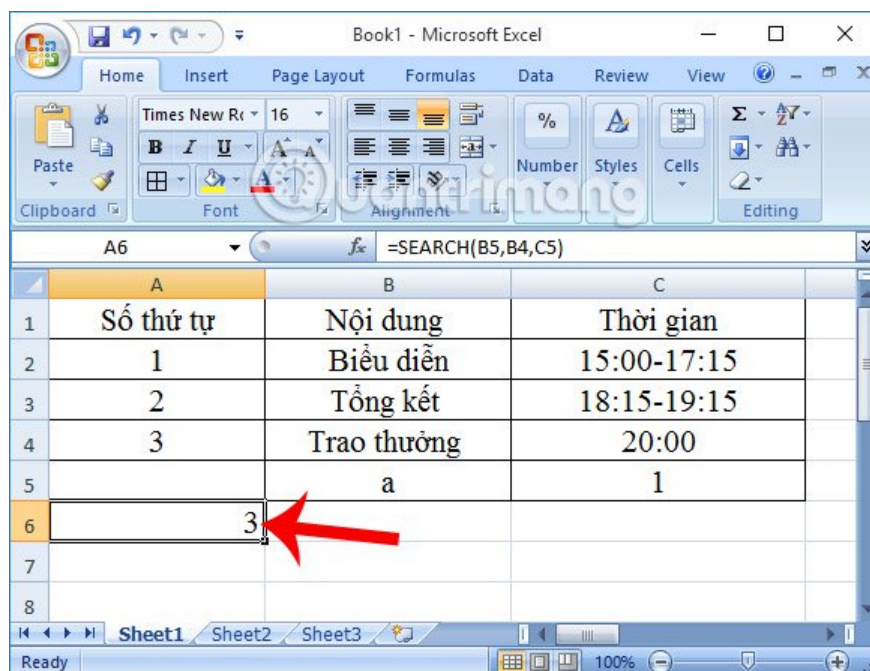 Book1 - Microsoft Excel
Home Insert Page Layout Formulas Data Review View
Times New Ro 16
B I U A A A % A Σ
Paste Number Styles Cells
Clipboard Font Alignment Editing
Quantrimang
A6 fx =SEARCH(B5,B4,C5)
A B C
1 Số thứ tự Nội dung Thời gian
2 1 Biểu diễn 15:00-17:15
3 2 Tổng kết 18:15-19:15
4 3 Trao thưởng 20:00
5 a 1
6 3
7
8
Sheet1 Sheet2 Sheet3
Ready 100%